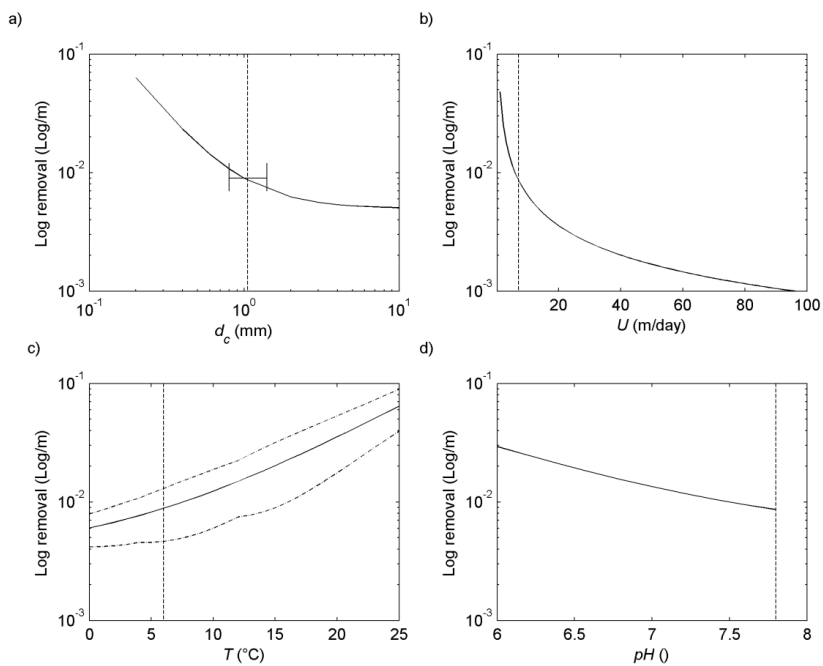 a)
10^-1
10^-2
10^-3
Log removal (Log/m)
10^-1 10^0 10^1
d_c (mm)
b)
10^-1
10^-2
10^-3
Log removal (Log/m)
20 40 60 80 100
U (m/day)
c)
10^-1
10^-2
10^-3
Log removal (Log/m)
0 5 10 15 20 25
T (°C)
d)
10^-1
10^-2
10^-3
Log removal (Log/m)
6 6.5 7 7.5 8
pH ()